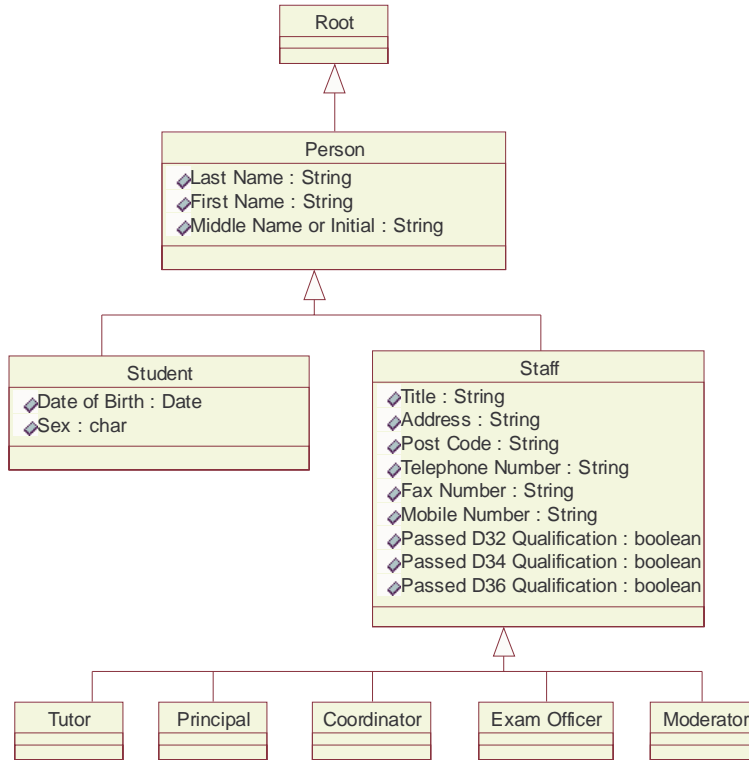 Root
Person
Last Name : String
First Name : String
Middle Name or Initial : String
Student
Date of Birth : Date
Sex : char
Staff
Title : String
Address : String
Post Code : String
Telephone Number : String
Fax Number : String
Mobile Number : String
Passed D32 Qualification : boolean
Passed D34 Qualification : boolean
Passed D36 Qualification : boolean
Tutor
Principal
Coordinator
Exam Officer
Moderator